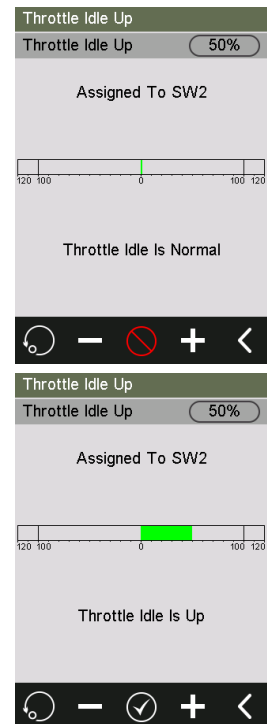 Throttle Idle Up
Throttle Idle Up 50%
Assigned To SW2
120 100 0 100 120
Throttle Idle Is Normal
Throttle Idle Up
Throttle Idle Up 50%
Assigned To SW2
120 100 0 100 120
Throttle Idle Is Up